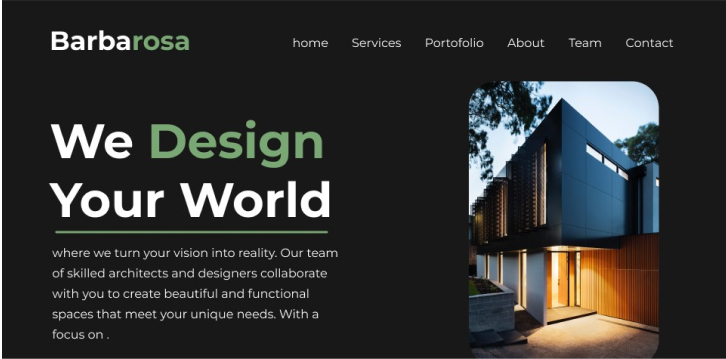 Barbarosa
home Services Portofolio About Team Contact
We Design
Your World
where we turn your vision into reality. Our team
of skilled architects and designers collaborate
with you to create beautiful and functional
spaces that meet your unique needs. With a
focus on .